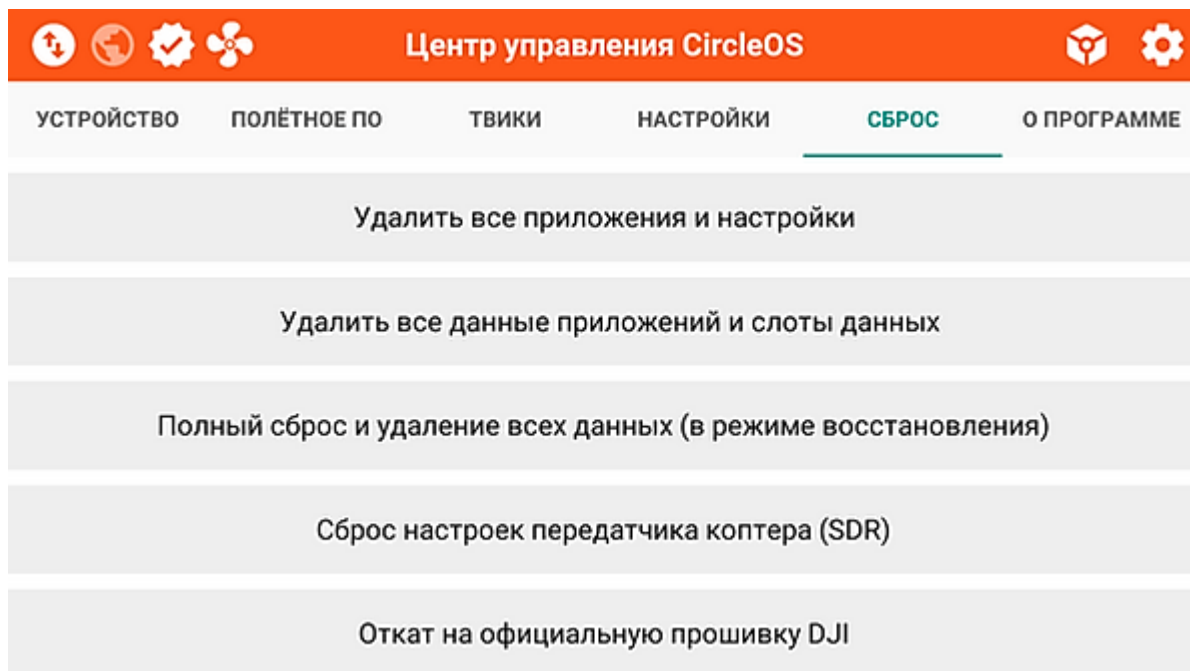 Центр управления CircleOS
УСТРОЙСТВО ПОЛЁТНОЕ ПО ТВИКИ НАСТРОЙКИ СБРОС О ПРОГРАММЕ
Удалить все приложения и настройки
Удалить все данные приложений и слоты данных
Полный сброс и удаление всех данных (в режиме восстановления)
Сброс настроек передатчика коптера (SDR)
Откат на официальную прошивку DJI